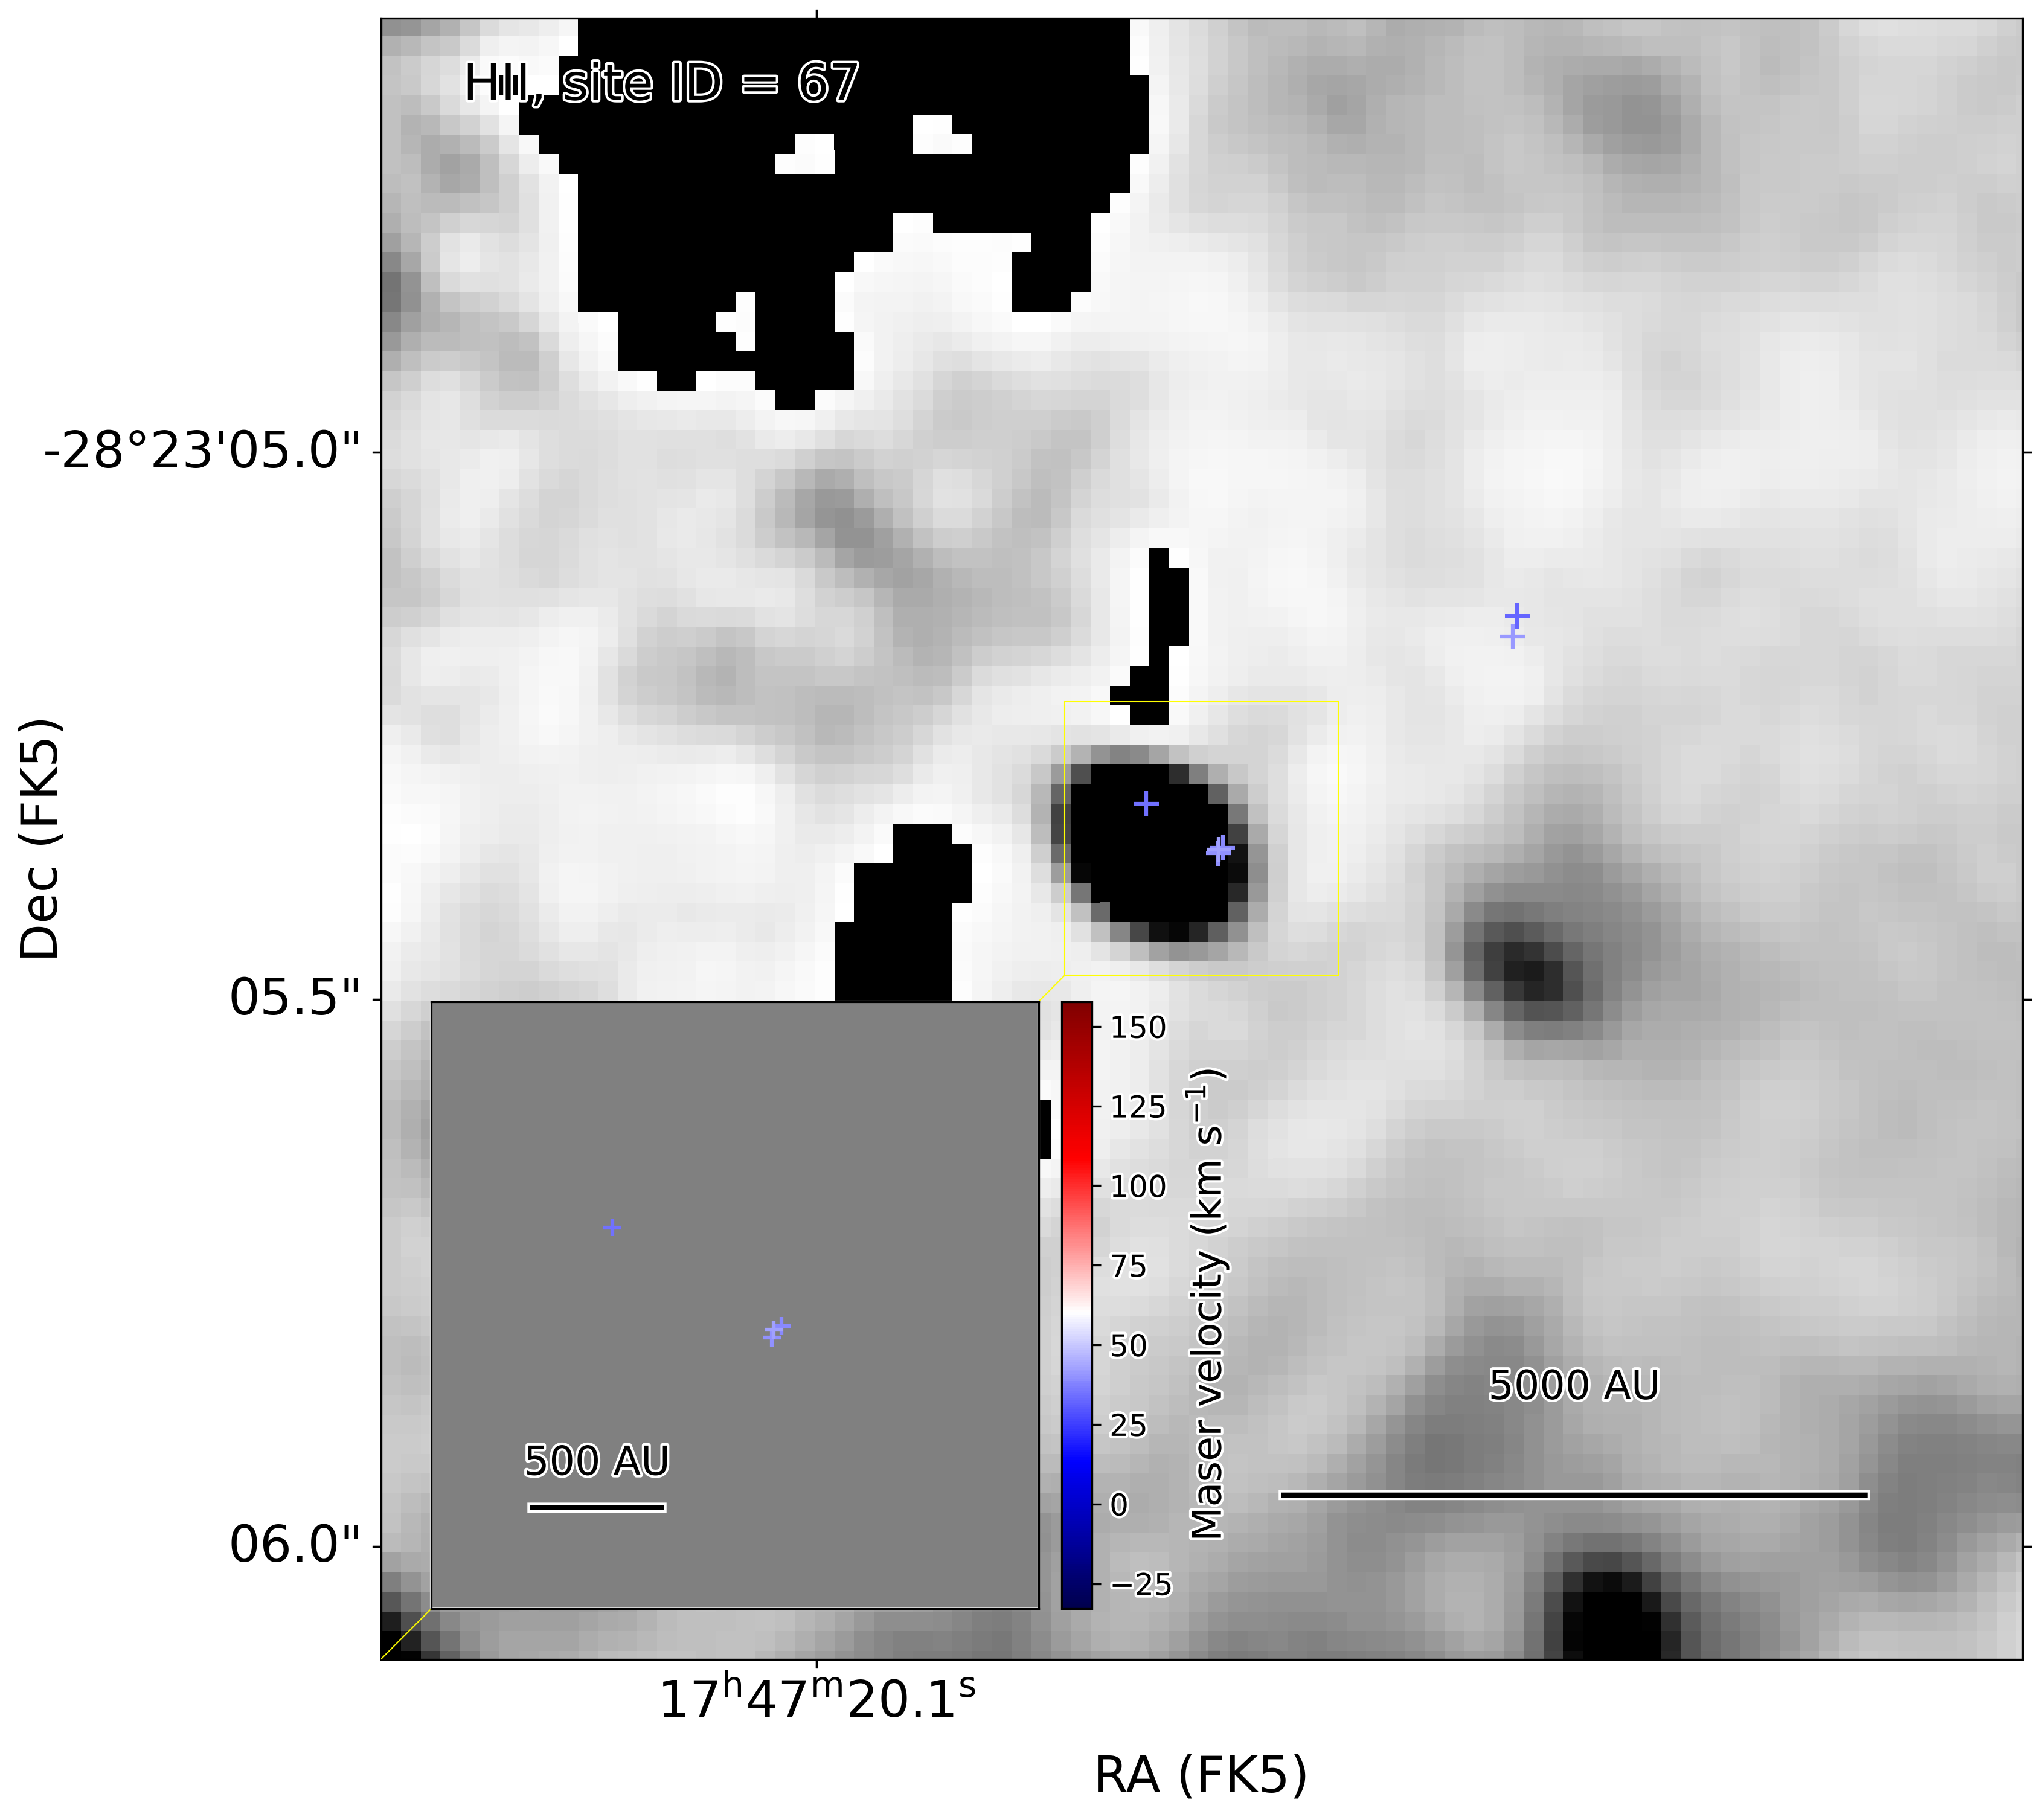 HII, site ID = 67
-28°23'05.0"
05.5"
06.0"
Dec (FK5)
150
125
100
75
50
25
0
−25
Maser velocity (km s⁻¹)
500 AU
5000 AU
17ʰ47ᵐ20.1ˢ
RA (FK5)